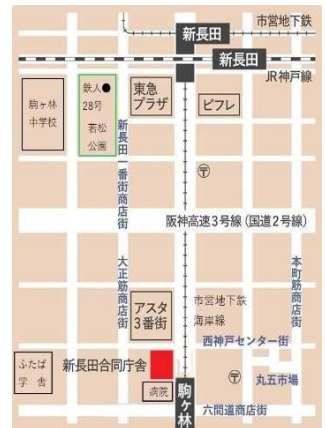 市営地下鉄
新長田
新長田
JR神戸線
駒ヶ林
中学校
鉄人●
28号
若松
公園
東急
プラザ
ピフレ
新長田一番街商店街
〒
阪神高速3号線(国道2号線)
大正筋商店街
本町筋商店街
アスタ
3番街
市営地下鉄
海岸線
西神戸センター街
ふたば
学舎
新長田合同庁舎
病院
駒ヶ林
〒
丸五市場
六間道商店街